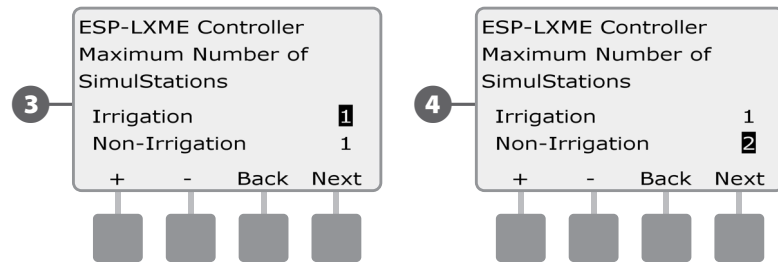 3
ESP-LXME Controller
Maximum Number of
SimulStations
Irrigation 1
Non-Irrigation 1
+ - Back Next
4
ESP-LXME Controller
Maximum Number of
SimulStations
Irrigation 1
Non-Irrigation 2
+ - Back Next